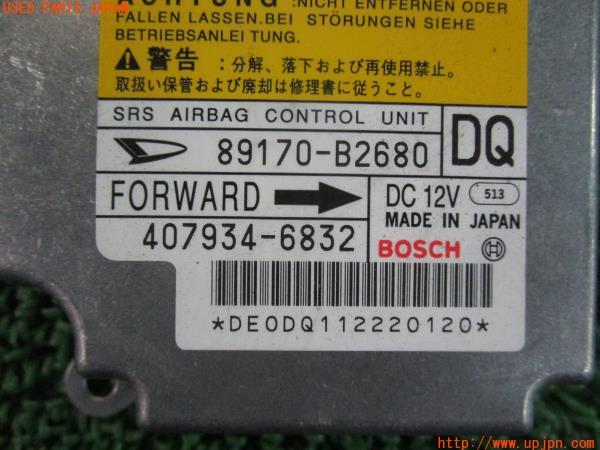 USED PARTS JAPAN
ACHTUNG :NICHT ENTFERNEN ODER
FALLEN LASSEN.BEI STÖRUNGEN SIEHE
BETRIEBSANLEITUNG.
警告 : 分解、落下および再使用禁止。
取扱い保管および廃却は修理書に従うこと。
SRS AIRBAG CONTROL UNIT
89170-B2680
DQ
FORWARD
DC 12V 513
MADE IN JAPAN
407934-6832
BOSCH
*DE0DQ112220120*
http://www.upjpn.com/